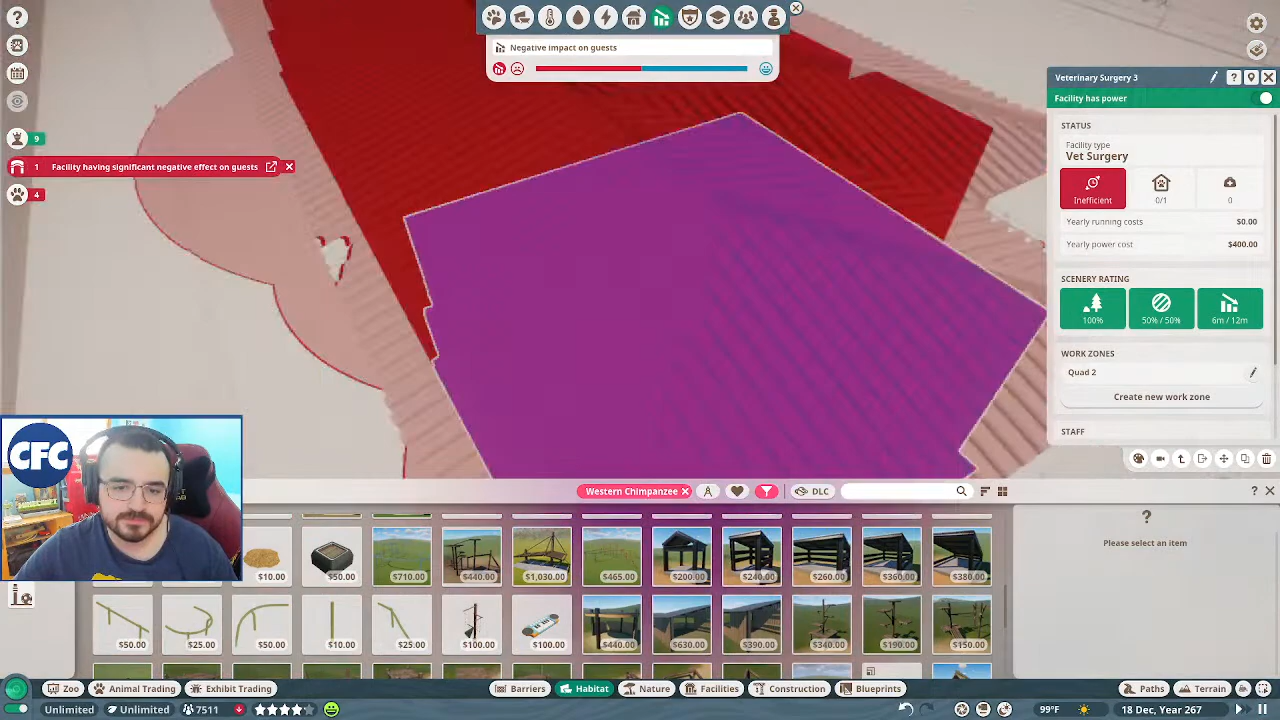 Negative impact on guests
Veterinary Surgery 3
Facility has power
9
1 Facility having significant negative effect on guests
4
STATUS
Facility type
Vet Surgery
Inefficient
0/1
0
Yearly running costs $0.00
Yearly power cost $400.00
SCENERY RATING
100%
50% / 50%
6m / 12m
WORK ZONES
Quad 2
Create new work zone
STAFF
CFC
Western Chimpanzee
DLC
Please select an item
$10.00 $50.00 $710.00 $440.00 $1,030.00 $465.00 $200.00 $240.00 $260.00 $360.00 $380.00
$50.00 $25.00 $50.00 $10.00 $25.00 $100.00 $100.00 $440.00 $630.00 $390.00 $340.00 $190.00 $150.00
Zoo Animal Trading Exhibit Trading Barriers Habitat Nature Facilities Construction Blueprints Paths Terrain
Unlimited Unlimited 7511 99°F 18 Dec, Year 267